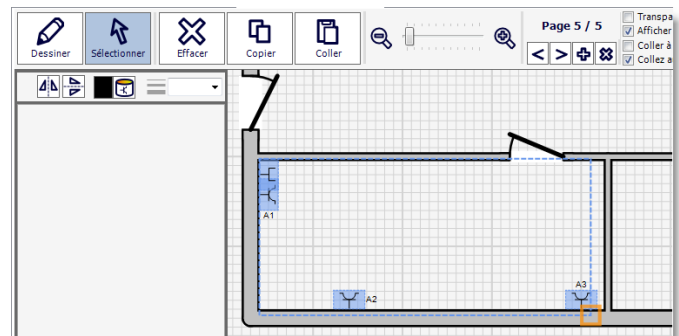 Dessiner
Sélectionner
Effacer
Copier
Coller
Page 5 / 5
Transpa
Afficher
Coller à
Collez a
A1
A2
A3